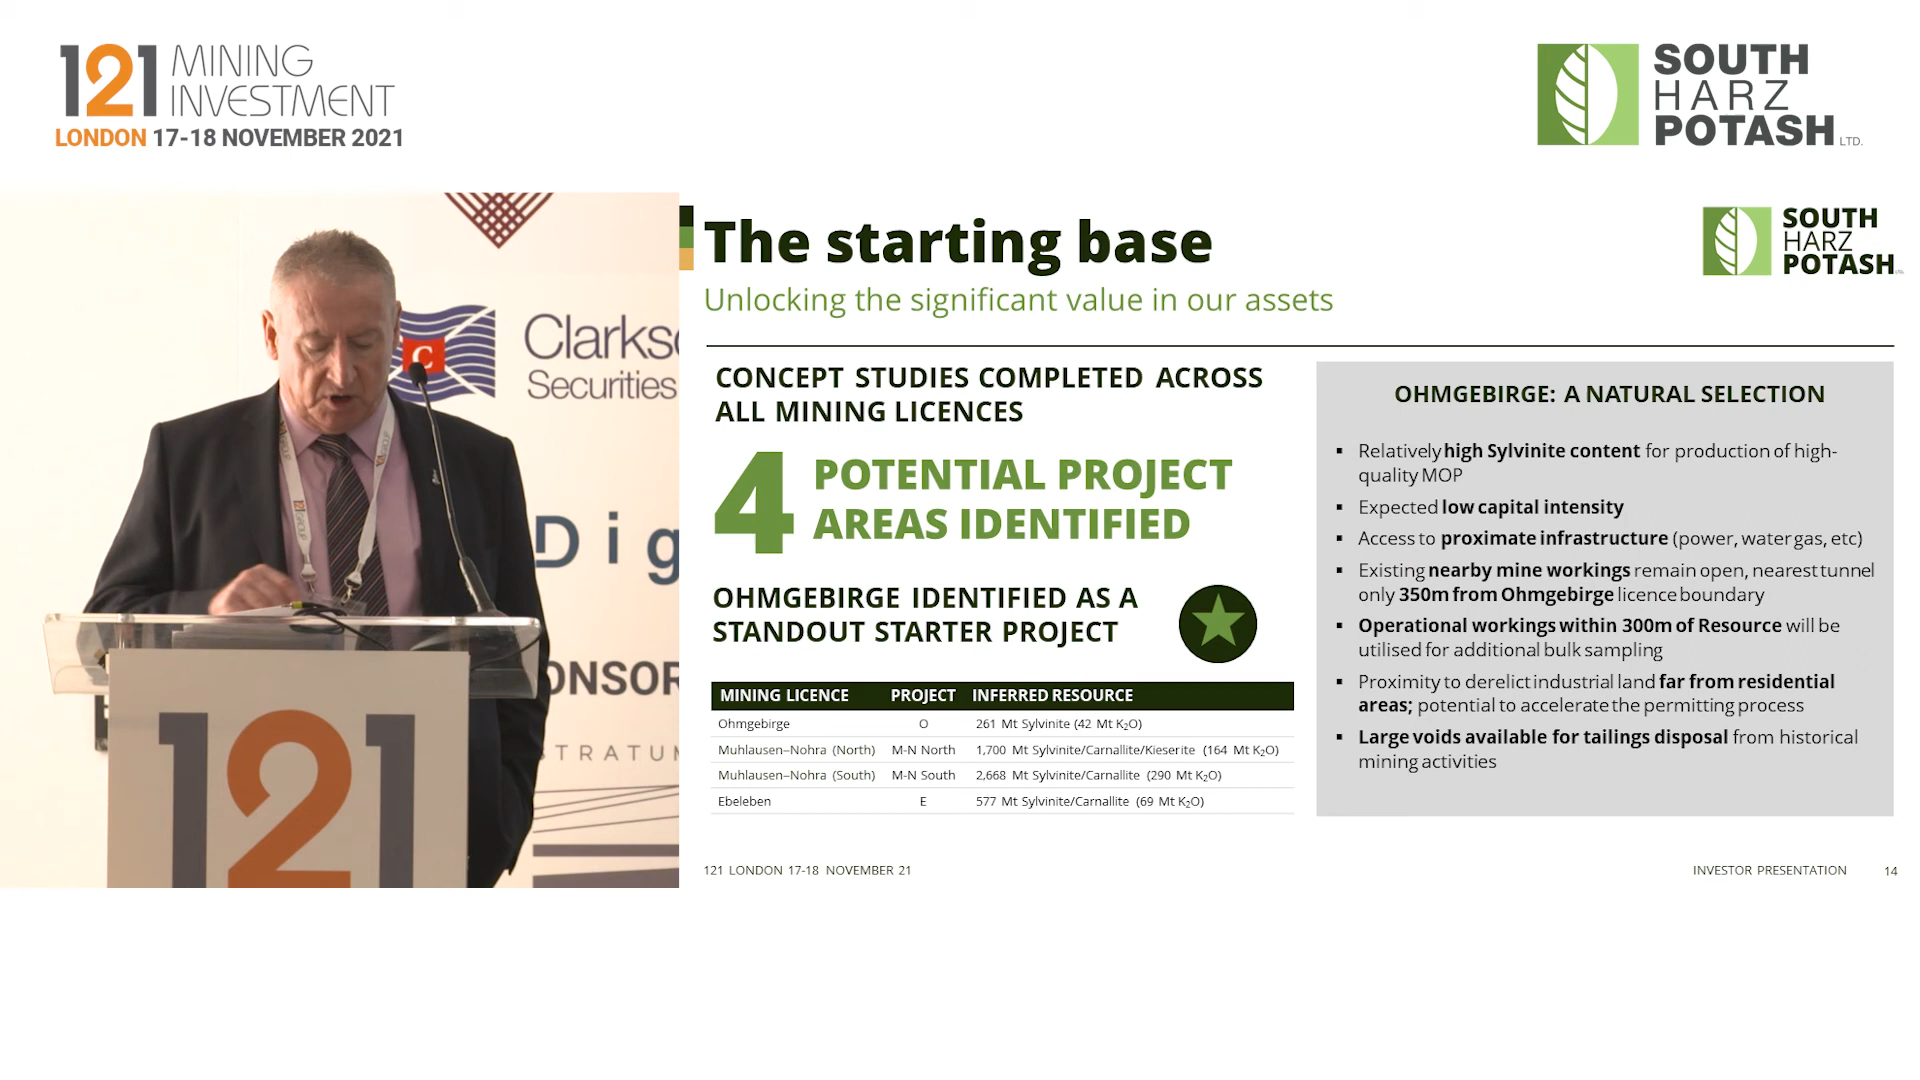 121 MINING
INVESTMENT
LONDON 17-18 NOVEMBER 2021
SOUTH
HARZ
POTASH LTD.
Clarks
Securities
C
Dig
ONSOR
STRATUM
121
121GROUP
The starting base
Unlocking the significant value in our assets
SOUTH
HARZ
POTASH
CONCEPT STUDIES COMPLETED ACROSS
ALL MINING LICENCES
4 POTENTIAL PROJECT
AREAS IDENTIFIED
OHMGEBIRGE IDENTIFIED AS A
STANDOUT STARTER PROJECT
MINING LICENCE PROJECT INFERRED RESOURCE
Ohmgebirge O 261 Mt Sylvinite (42 Mt K₂O)
Muhlausen–Nohra (North) M-N North 1,700 Mt Sylvinite/Carnallite/Kieserite (164 Mt K₂O)
Muhlausen–Nohra (South) M-N South 2,668 Mt Sylvinite/Carnallite (290 Mt K₂O)
Ebeleben E 577 Mt Sylvinite/Carnallite (69 Mt K₂O)
OHMGEBIRGE: A NATURAL SELECTION
▪ Relatively high Sylvinite content for production of high-
quality MOP
▪ Expected low capital intensity
▪ Access to proximate infrastructure (power, water gas, etc)
▪ Existing nearby mine workings remain open, nearest tunnel
only 350m from Ohmgebirge licence boundary
▪ Operational workings within 300m of Resource will be
utilised for additional bulk sampling
▪ Proximity to derelict industrial land far from residential
areas; potential to accelerate the permitting process
▪ Large voids available for tailings disposal from historical
mining activities
121 LONDON 17-18 NOVEMBER 21
INVESTOR PRESENTATION 14